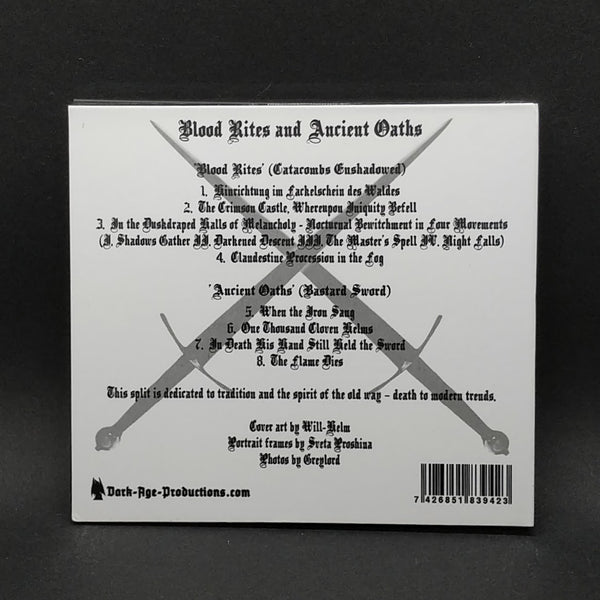 Blood Rites and Ancient Oaths
'Blood Rites' (Catacombs Enshadowed)
1. Hinrichtung im Fackelschein des Waldes
2. The Crimson Castle, Whereupon Iniquity Befell
3. In the Duskdraped Halls of Melancholy - Nocturnal Bewitchment in Four Movements
(I. Shadows Gather II. Darkened Descent III. The Master's Spell IV. Night Falls)
4. Clandestine Procession in the Fog
'Ancient Oaths' (Bastard Sword)
5. When the Iron Sang
6. One Thousand Cloven Helms
7. In Death His Hand Still Held the Sword
8. The Flame Dies
This split is dedicated to tradition and the spirit of the old way - death to modern trends.
Cover art by Will-Helm
Portrait frames by Sveta Proshina
Photos by Greylord
Dark-Age-Productions.com
7 426851 839423